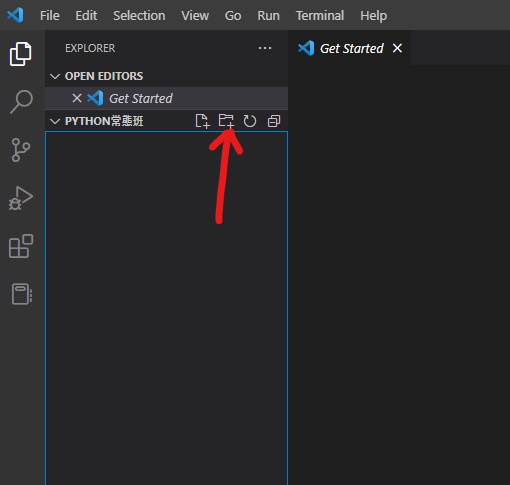 File Edit Selection View Go Run Terminal Help
EXPLORER
Get Started
OPEN EDITORS
Get Started
PYTHON常態班